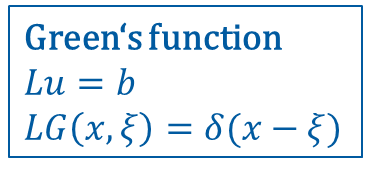 Green‘s function
Lu = b
LG(x, ξ) = δ(x − ξ)